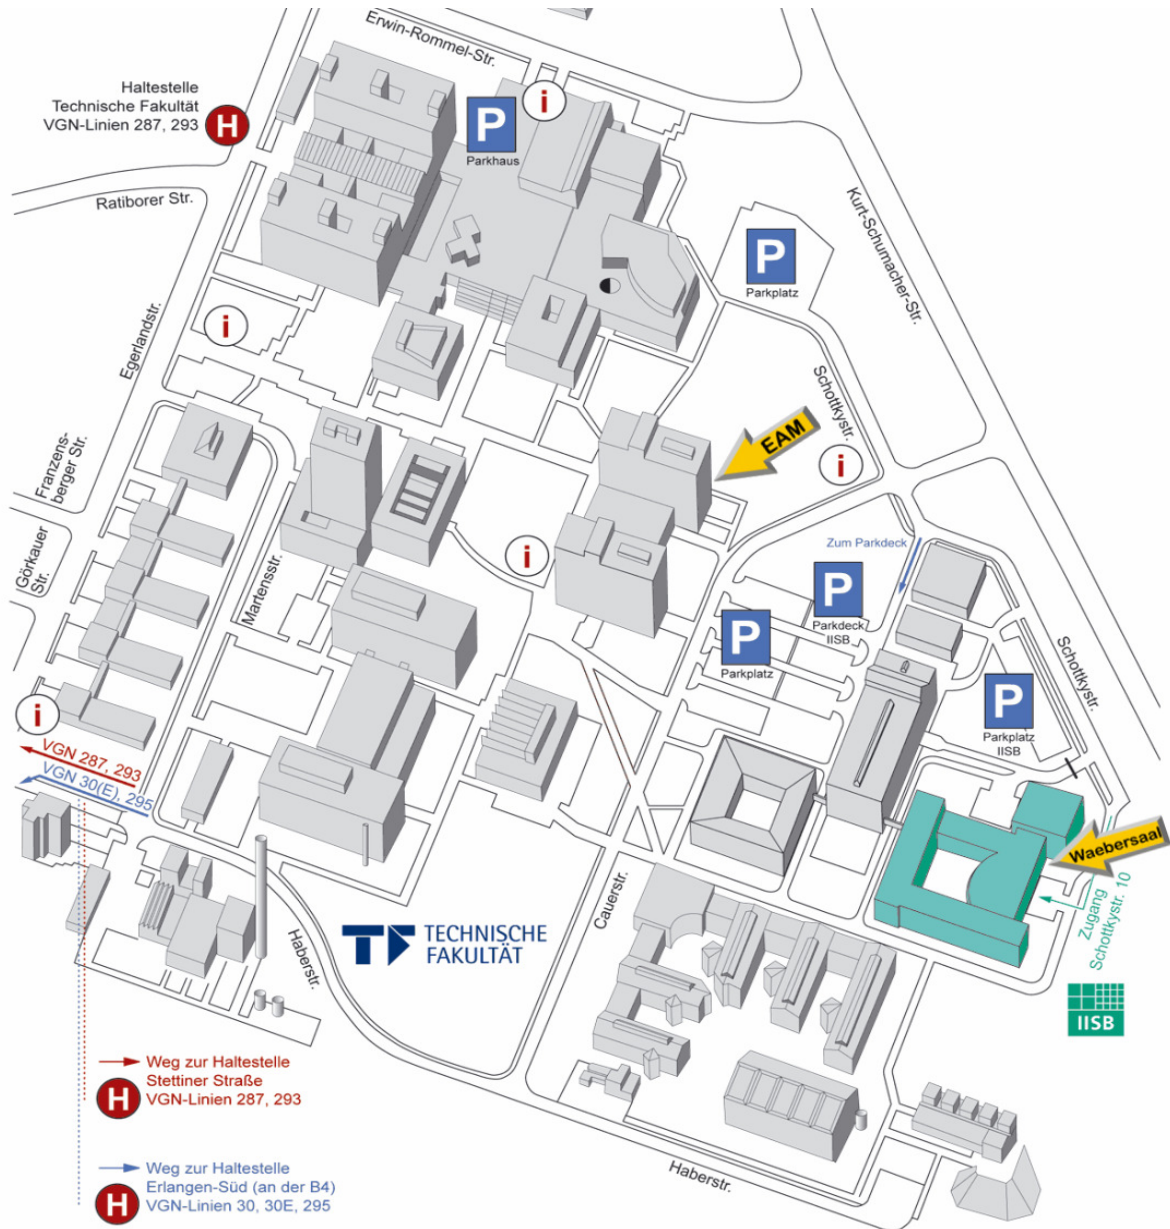 Erwin-Rommel-Str.
Haltestelle
Technische Fakultät
VGN-Linien 287, 293
H
i
P
Parkhaus
Ratiborer Str.
Kurt-Schumacher-Str.
P
Parkplatz
Egerlandstr.
i
Schottkystr.
EAM
i
Franzens-
berger Str.
Görkauer
Str.
Martensstr.
i
Zum Parkdeck
P
Parkdeck
IISB
P
Parkplatz
Schottkystr.
P
Parkplatz
IISB
i
VGN 287, 293
VGN 30(E), 295
Waebersaal
Zugang
Schottkystr. 10
Cauerstr.
Haberstr.
TF TECHNISCHE
FAKULTÄT
IISB
Weg zur Haltestelle
Stettiner Straße
VGN-Linien 287, 293
H
Haberstr.
Weg zur Haltestelle
Erlangen-Süd (an der B4)
VGN-Linien 30, 30E, 295
H